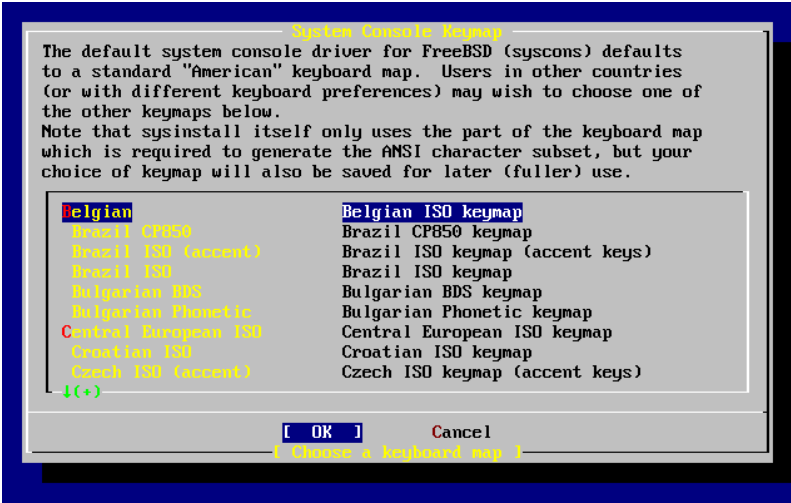 System Console Keymap
The default system console driver for FreeBSD (syscons) defaults
to a standard "American" keyboard map.  Users in other countries
(or with different keyboard preferences) may wish to choose one of
the other keymaps below.
Note that sysinstall itself only uses the part of the keyboard map
which is required to generate the ANSI character subset, but your
choice of keymap will also be saved for later (fuller) use.
Belgian Belgian ISO keymap
Brazil CP850 Brazil CP850 keymap
Brazil ISO (accent) Brazil ISO keymap (accent keys)
Brazil ISO Brazil ISO keymap
Bulgarian BDS Bulgarian BDS keymap
Bulgarian Phonetic Bulgarian Phonetic keymap
Central European ISO Central European ISO keymap
Croatian ISO Croatian ISO keymap
Czech ISO (accent) Czech ISO keymap (accent keys)
↓(+)
[ OK ] Cancel
[ Choose a keyboard map ]